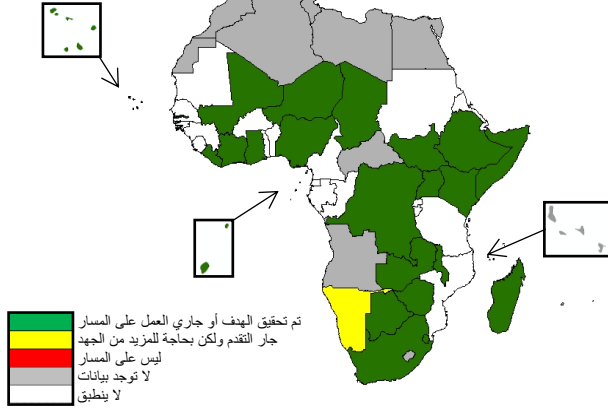 تم تحقيق الهدف أو جاري العمل على المسار
جار التقدم ولكن بحاجة للمزيد من الجهد
ليس على المسار
لا توجد بيانات
لا ينطبق